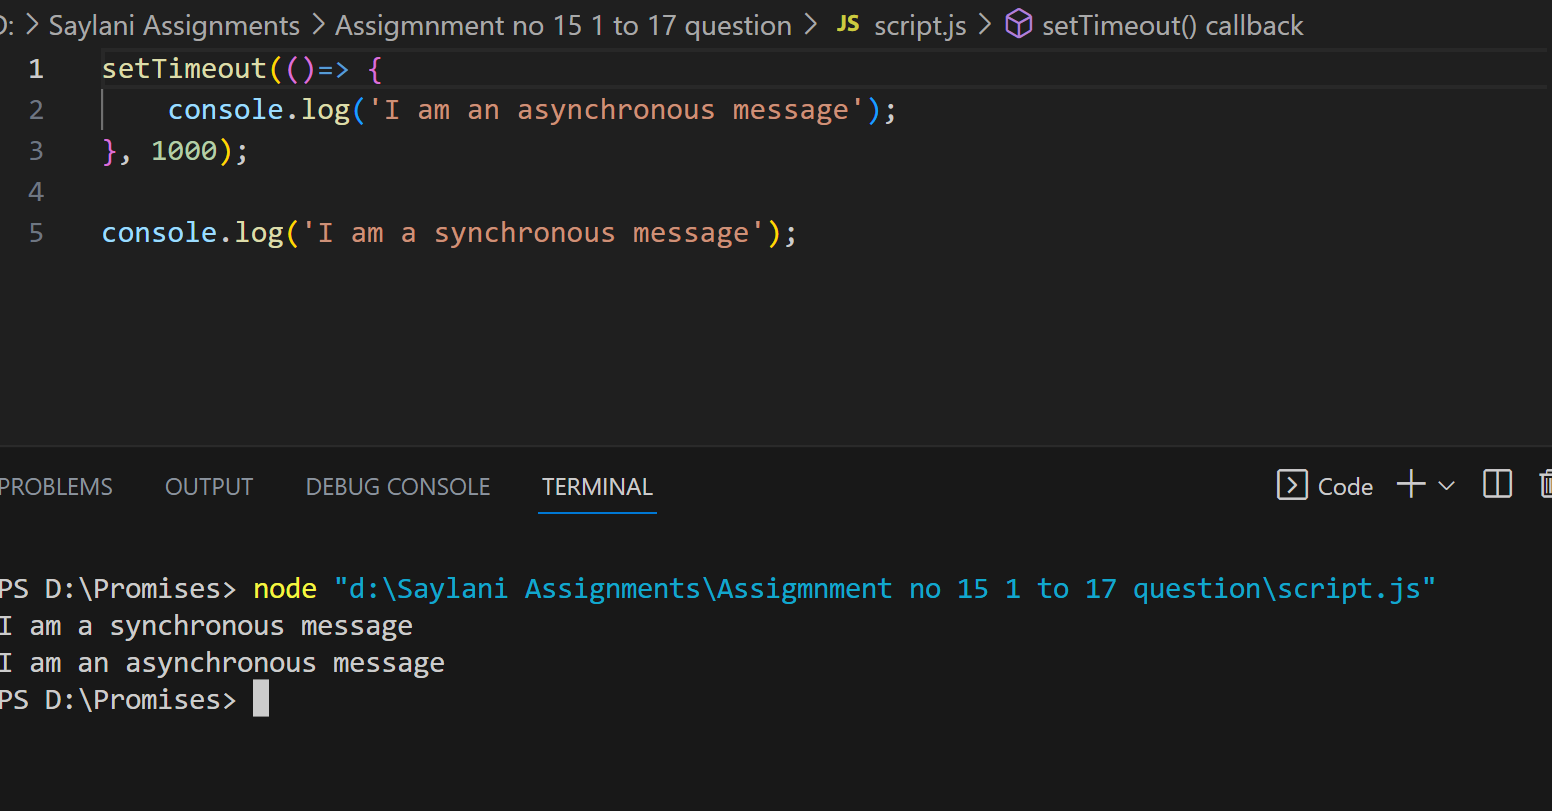 : > Saylani Assignments > Assigmnment no 15 1 to 17 question > JS script.js > setTimeout() callback
1 setTimeout(()=> {
2     console.log('I am an asynchronous message');
3 }, 1000);
4
5 console.log('I am a synchronous message');
PROBLEMS OUTPUT DEBUG CONSOLE TERMINAL Code
PS D:\Promises> node "d:\Saylani Assignments\Assigmnment no 15 1 to 17 question\script.js"
I am a synchronous message
I am an asynchronous message
PS D:\Promises>